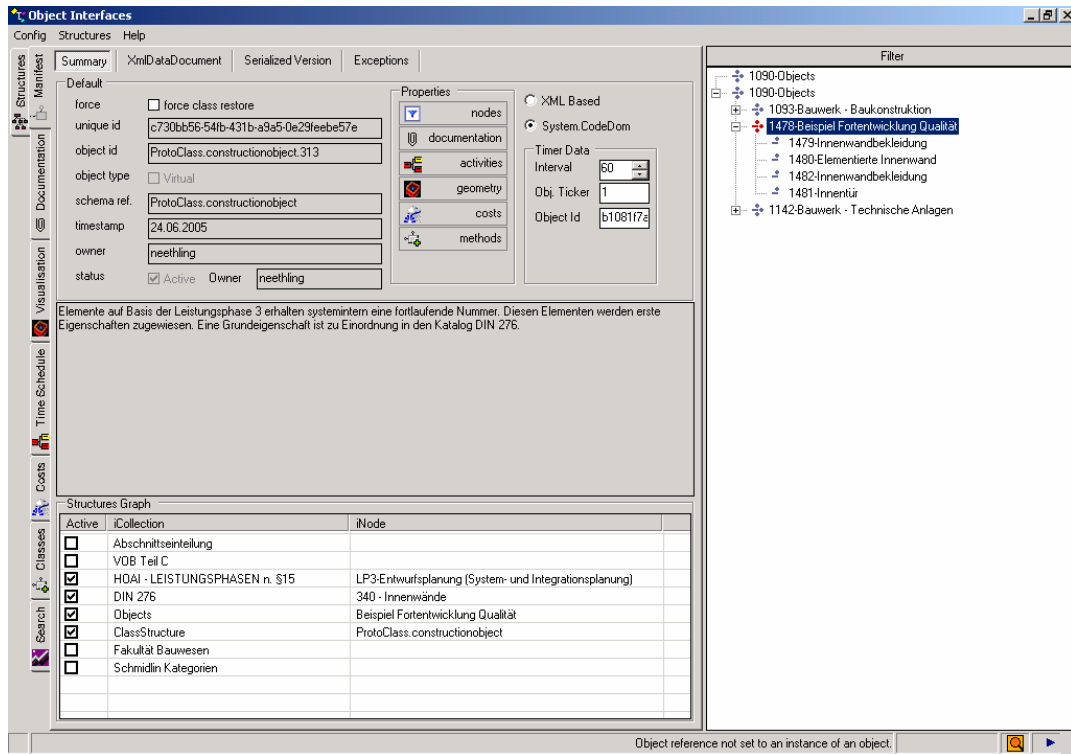 Object Interfaces
Config Structures Help
Structures
Manifest
Documentation
Visualisation
Time Schedule
Costs
Classes
Search
Summary XmlDataDocument Serialized Version Exceptions
Default
force force class restore
unique id c730bb56-54fb-431b-a9a5-0e29feebe57e
object id ProtoClass.constructionobject.313
object type Virtual
schema ref. ProtoClass.constructionobject
timestamp 24.06.2005
owner neethling
status Active Owner neethling
Properties
nodes
documentation
activities
geometry
costs
methods
XML Based
System.CodeDom
Timer Data
Interval 60
Obj. Ticker 1
Object Id b1081f7a
Elemente auf Basis der Leistungsphase 3 erhalten systemintern eine fortlaufende Nummer. Diesen Elementen werden erste
Eigenschaften zugewiesen. Eine Grundeigenschaft ist zu Einordnung in den Katalog DIN 276.
Structures Graph
Active iCollection iNode
Abschnittseinteilung
VOB Teil C
HOAI - LEISTUNGSPHASEN n. §15 LP3-Entwurfsplanung (System- und Integrationsplanung)
DIN 276 340 - Innenwände
Objects Beispiel Fortentwicklung Qualität
ClassStructure ProtoClass.constructionobject
Fakultät Bauwesen
Schmidlin Kategorien
Filter
1090-Objects
1090-Objects
1093-Bauwerk - Baukonstruktion
1478-Beispiel Fortentwicklung Qualität
1479-Innenwandbekleidung
1480-Elementierte Innenwand
1482-Innenwandbekleidung
1481-Innentür
1142-Bauwerk - Technische Anlagen
Object reference not set to an instance of an object.